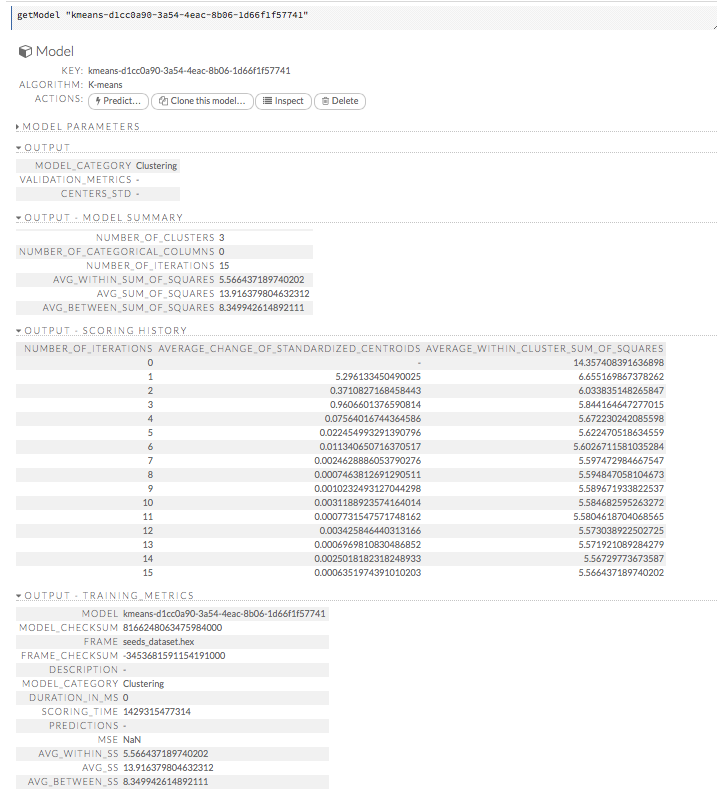 getModel "kmeans-d1cc0a90-3a54-4eac-8b06-1d66f1f57741"
Model
KEY: kmeans-d1cc0a90-3a54-4eac-8b06-1d66f1f57741
ALGORITHM: K-means
ACTIONS: Predict... Clone this model... Inspect Delete
MODEL PARAMETERS
OUTPUT
MODEL_CATEGORY Clustering
VALIDATION_METRICS -
CENTERS_STD -
OUTPUT - MODEL SUMMARY
NUMBER_OF_CLUSTERS 3
NUMBER_OF_CATEGORICAL_COLUMNS 0
NUMBER_OF_ITERATIONS 15
AVG_WITHIN_SUM_OF_SQUARES 5.566437189740202
AVG_SUM_OF_SQUARES 13.916379804632312
AVG_BETWEEN_SUM_OF_SQUARES 8.349942614892111
OUTPUT - SCORING HISTORY
NUMBER_OF_ITERATIONS AVERAGE_CHANGE_OF_STANDARDIZED_CENTROIDS AVERAGE_WITHIN_CLUSTER_SUM_OF_SQUARES
0 - 14.357408391636898
1 5.296133450490025 6.655169867378262
2 0.3710827168458443 6.033835148265847
3 0.9606601376590814 5.844164647277015
4 0.07564016744364586 5.672230242085598
5 0.022454993291390796 5.622470518634559
6 0.011340650716370517 5.6026711581035284
7 0.0024628886053790276 5.597472984667547
8 0.0007463812691290511 5.594847058104673
9 0.0010232493127044298 5.589671933822537
10 0.0031188923574164014 5.584682595263272
11 0.0007731547571748162 5.5804618704068565
12 0.003425846440313166 5.573038922502725
13 0.0006969810830486852 5.571921089284279
14 0.0025018182318248933 5.56729773673587
15 0.0006351974391010203 5.566437189740202
OUTPUT - TRAINING_METRICS
MODEL kmeans-d1cc0a90-3a54-4eac-8b06-1d66f1f57741
MODEL_CHECKSUM 8166248063475984000
FRAME seeds_dataset.hex
FRAME_CHECKSUM -3453681591154191000
DESCRIPTION -
MODEL_CATEGORY Clustering
DURATION_IN_MS 0
SCORING_TIME 1429315477314
PREDICTIONS -
MSE NaN
AVG_WITHIN_SS 5.566437189740202
AVG_SS 13.916379804632312
AVG_BETWEEN_SS 8.349942614892111